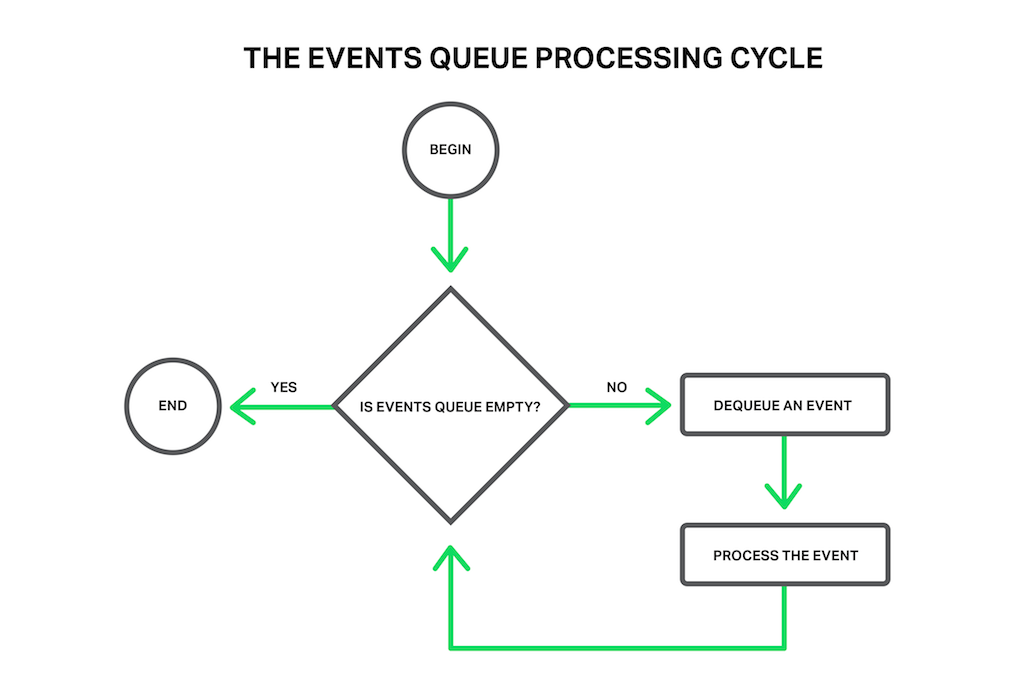 THE EVENTS QUEUE PROCESSING CYCLE
BEGIN
YES
NO
END
IS EVENTS QUEUE EMPTY?
DEQUEUE AN EVENT
PROCESS THE EVENT